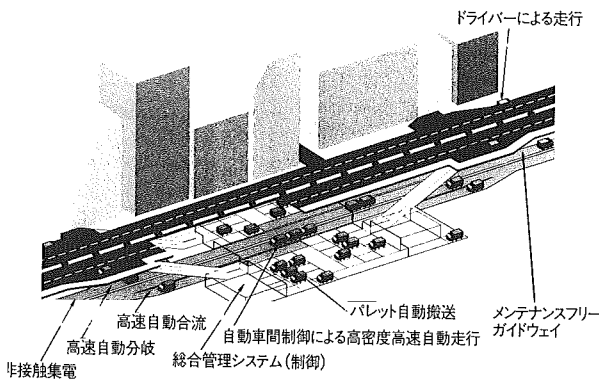 ドライバーによる走行
パレット自動搬送
メンテナンスフリー
ガイドウェイ
高速自動合流
自動車間制御による高密度高速自動走行
高速自動分岐
総合管理システム(制御)
非接触集電